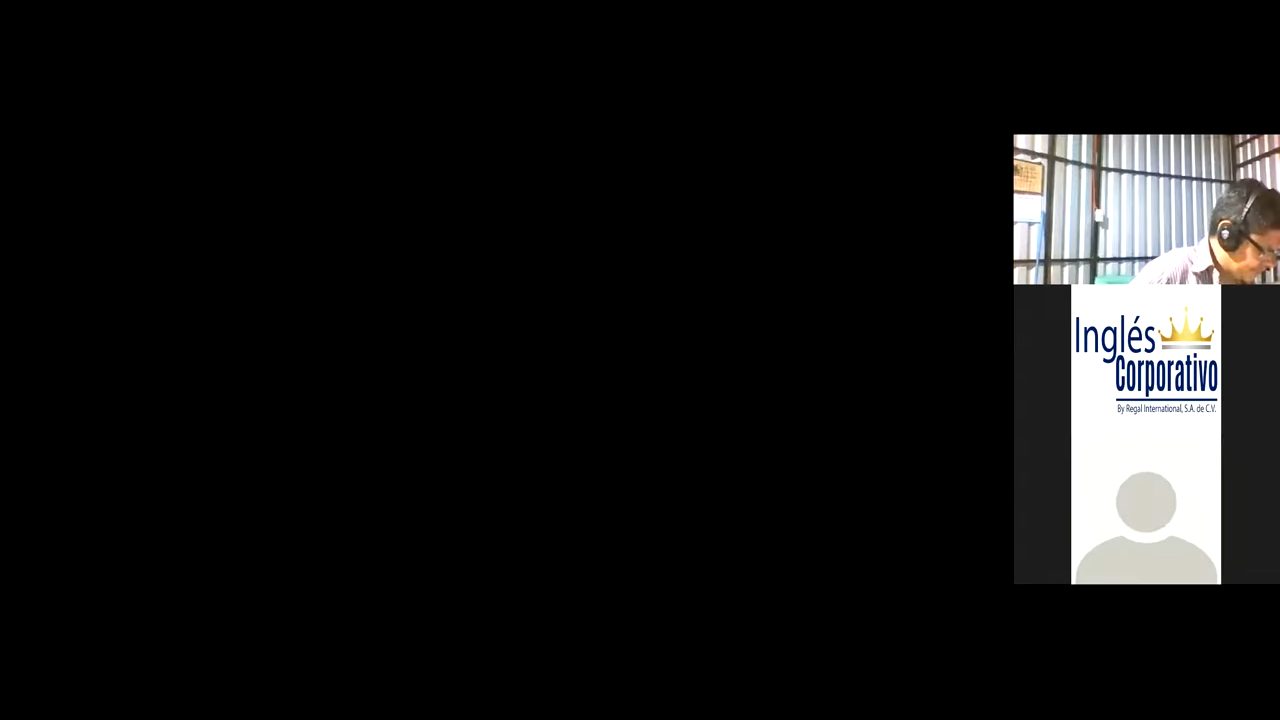 Inglés
Corporativo
By Regal International, S.A. de C.V.